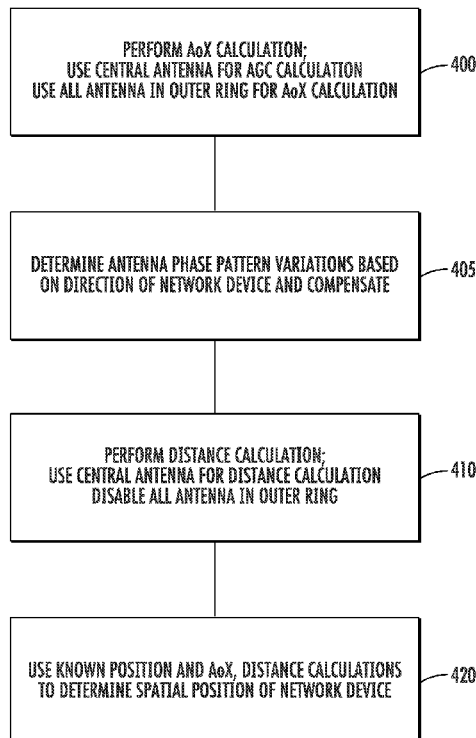 PERFORM AoX CALCULATION;
USE CENTRAL ANTENNA FOR AGC CALCULATION
USE ALL ANTENNA IN OUTER RING FOR AoX CALCULATION
400
DETERMINE ANTENNA PHASE PATTERN VARIATIONS BASED
ON DIRECTION OF NETWORK DEVICE AND COMPENSATE
405
PERFORM DISTANCE CALCULATION;
USE CENTRAL ANTENNA FOR DISTANCE CALCULATION
DISABLE ALL ANTENNA IN OUTER RING
410
USE KNOWN POSITION AND AoX, DISTANCE CALCULATIONS
TO DETERMINE SPATIAL POSITION OF NETWORK DEVICE
420